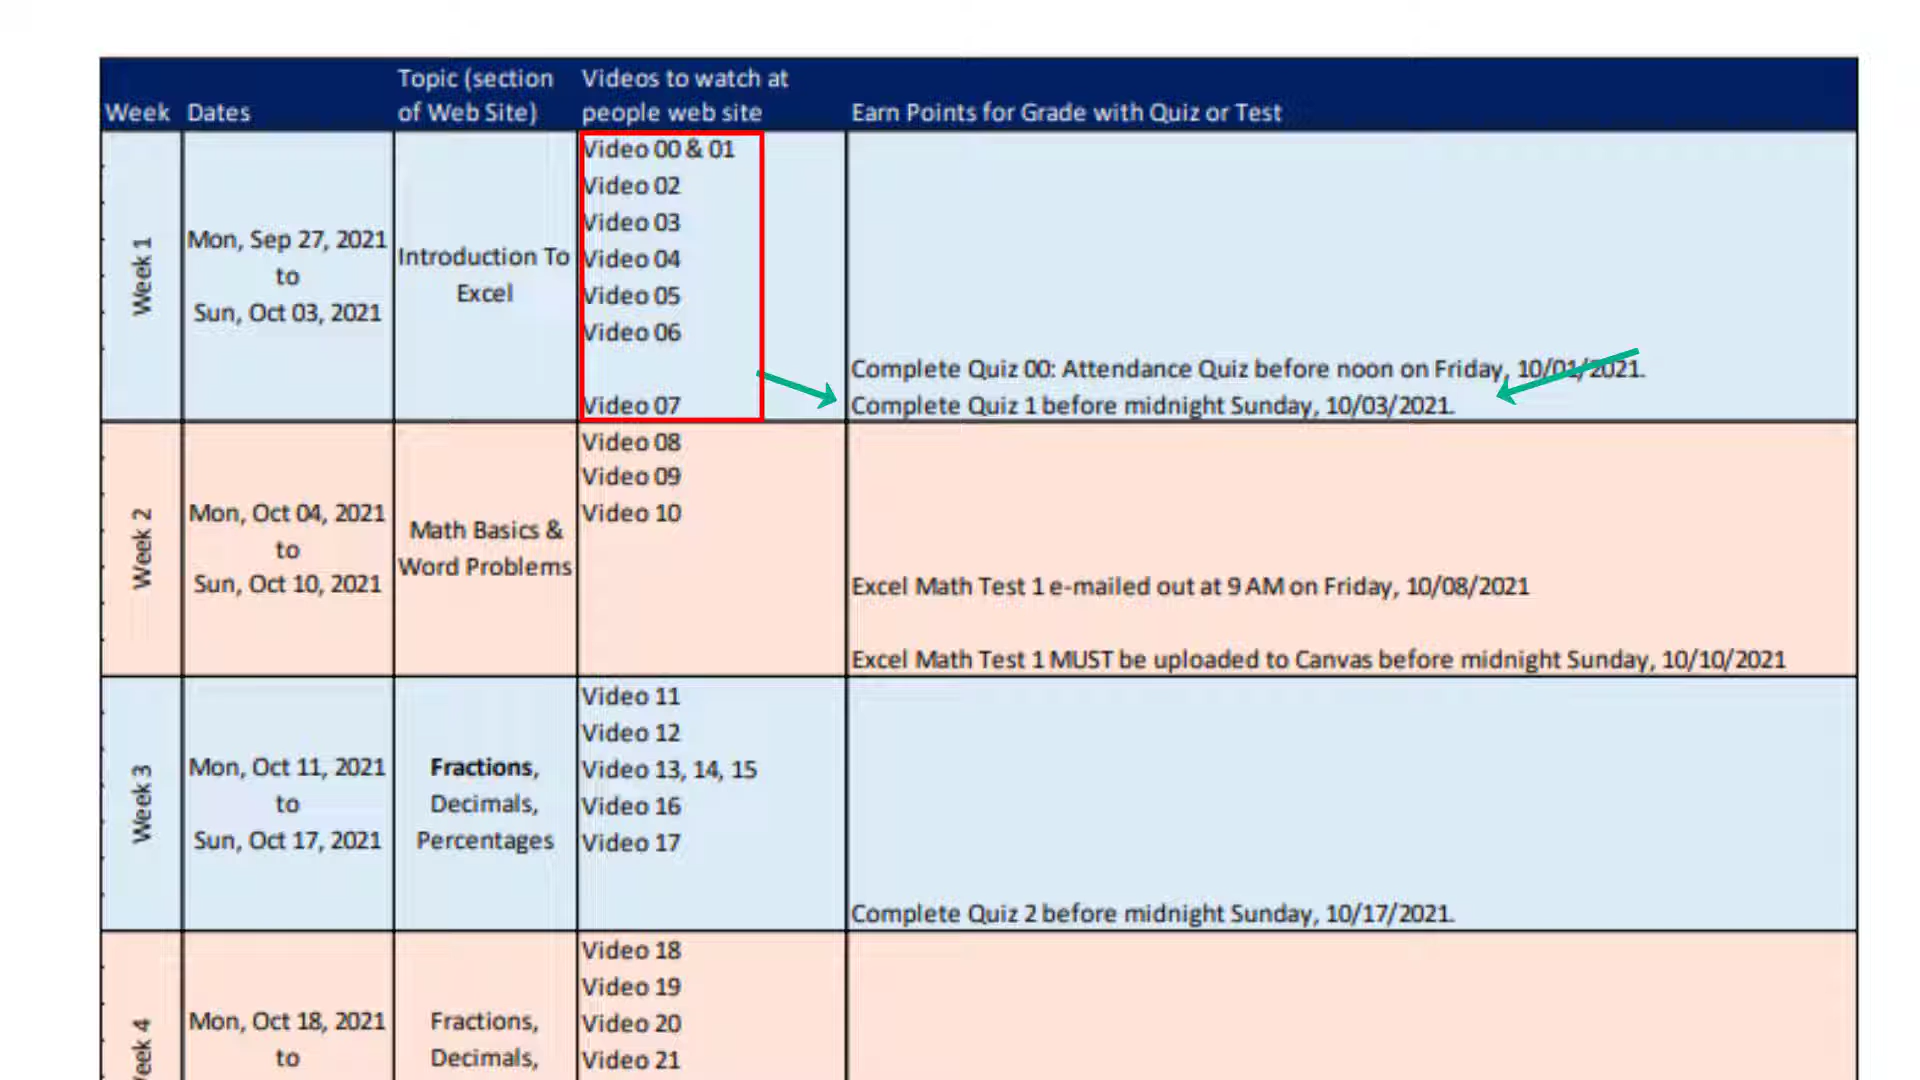 Week Dates Topic (section of Web Site) Videos to watch at people web site Earn Points for Grade with Quiz or Test
Week 1
Mon, Sep 27, 2021
to
Sun, Oct 03, 2021
Introduction To
Excel
Video 00 & 01
Video 02
Video 03
Video 04
Video 05
Video 06
Video 07
Complete Quiz 00: Attendance Quiz before noon on Friday, 10/01/2021.
Complete Quiz 1 before midnight Sunday, 10/03/2021.
Week 2
Mon, Oct 04, 2021
to
Sun, Oct 10, 2021
Math Basics &
Word Problems
Video 08
Video 09
Video 10
Excel Math Test 1 e-mailed out at 9 AM on Friday, 10/08/2021
Excel Math Test 1 MUST be uploaded to Canvas before midnight Sunday, 10/10/2021
Week 3
Mon, Oct 11, 2021
to
Sun, Oct 17, 2021
Fractions,
Decimals,
Percentages
Video 11
Video 12
Video 13, 14, 15
Video 16
Video 17
Complete Quiz 2 before midnight Sunday, 10/17/2021.
eek 4
Mon, Oct 18, 2021
to
Fractions,
Decimals,
Video 18
Video 19
Video 20
Video 21